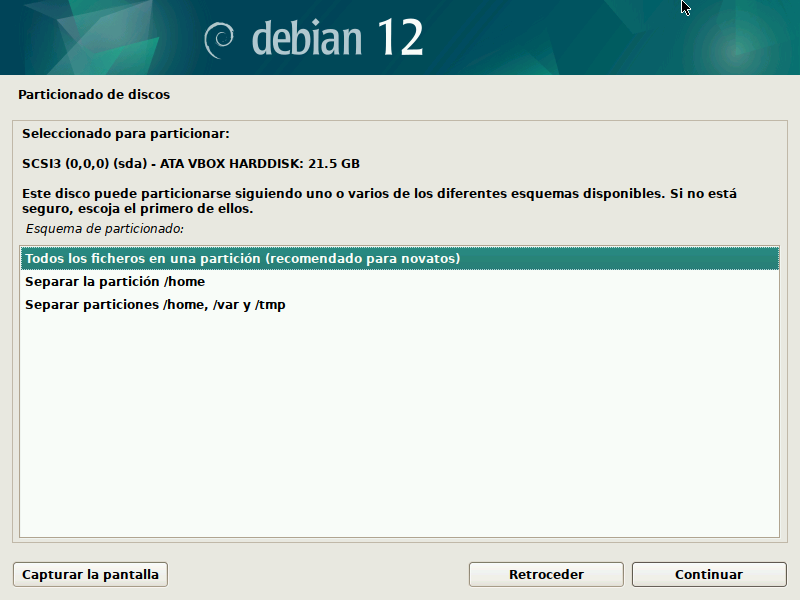 debian 12
Particionado de discos
Seleccionado para particionar:
SCSI3 (0,0,0) (sda) - ATA VBOX HARDDISK: 21.5 GB
Este disco puede particionarse siguiendo uno o varios de los diferentes esquemas disponibles. Si no está
seguro, escoja el primero de ellos.
Esquema de particionado:
Todos los ficheros en una partición (recomendado para novatos)
Separar la partición /home
Separar particiones /home, /var y /tmp
Capturar la pantalla
Retroceder
Continuar